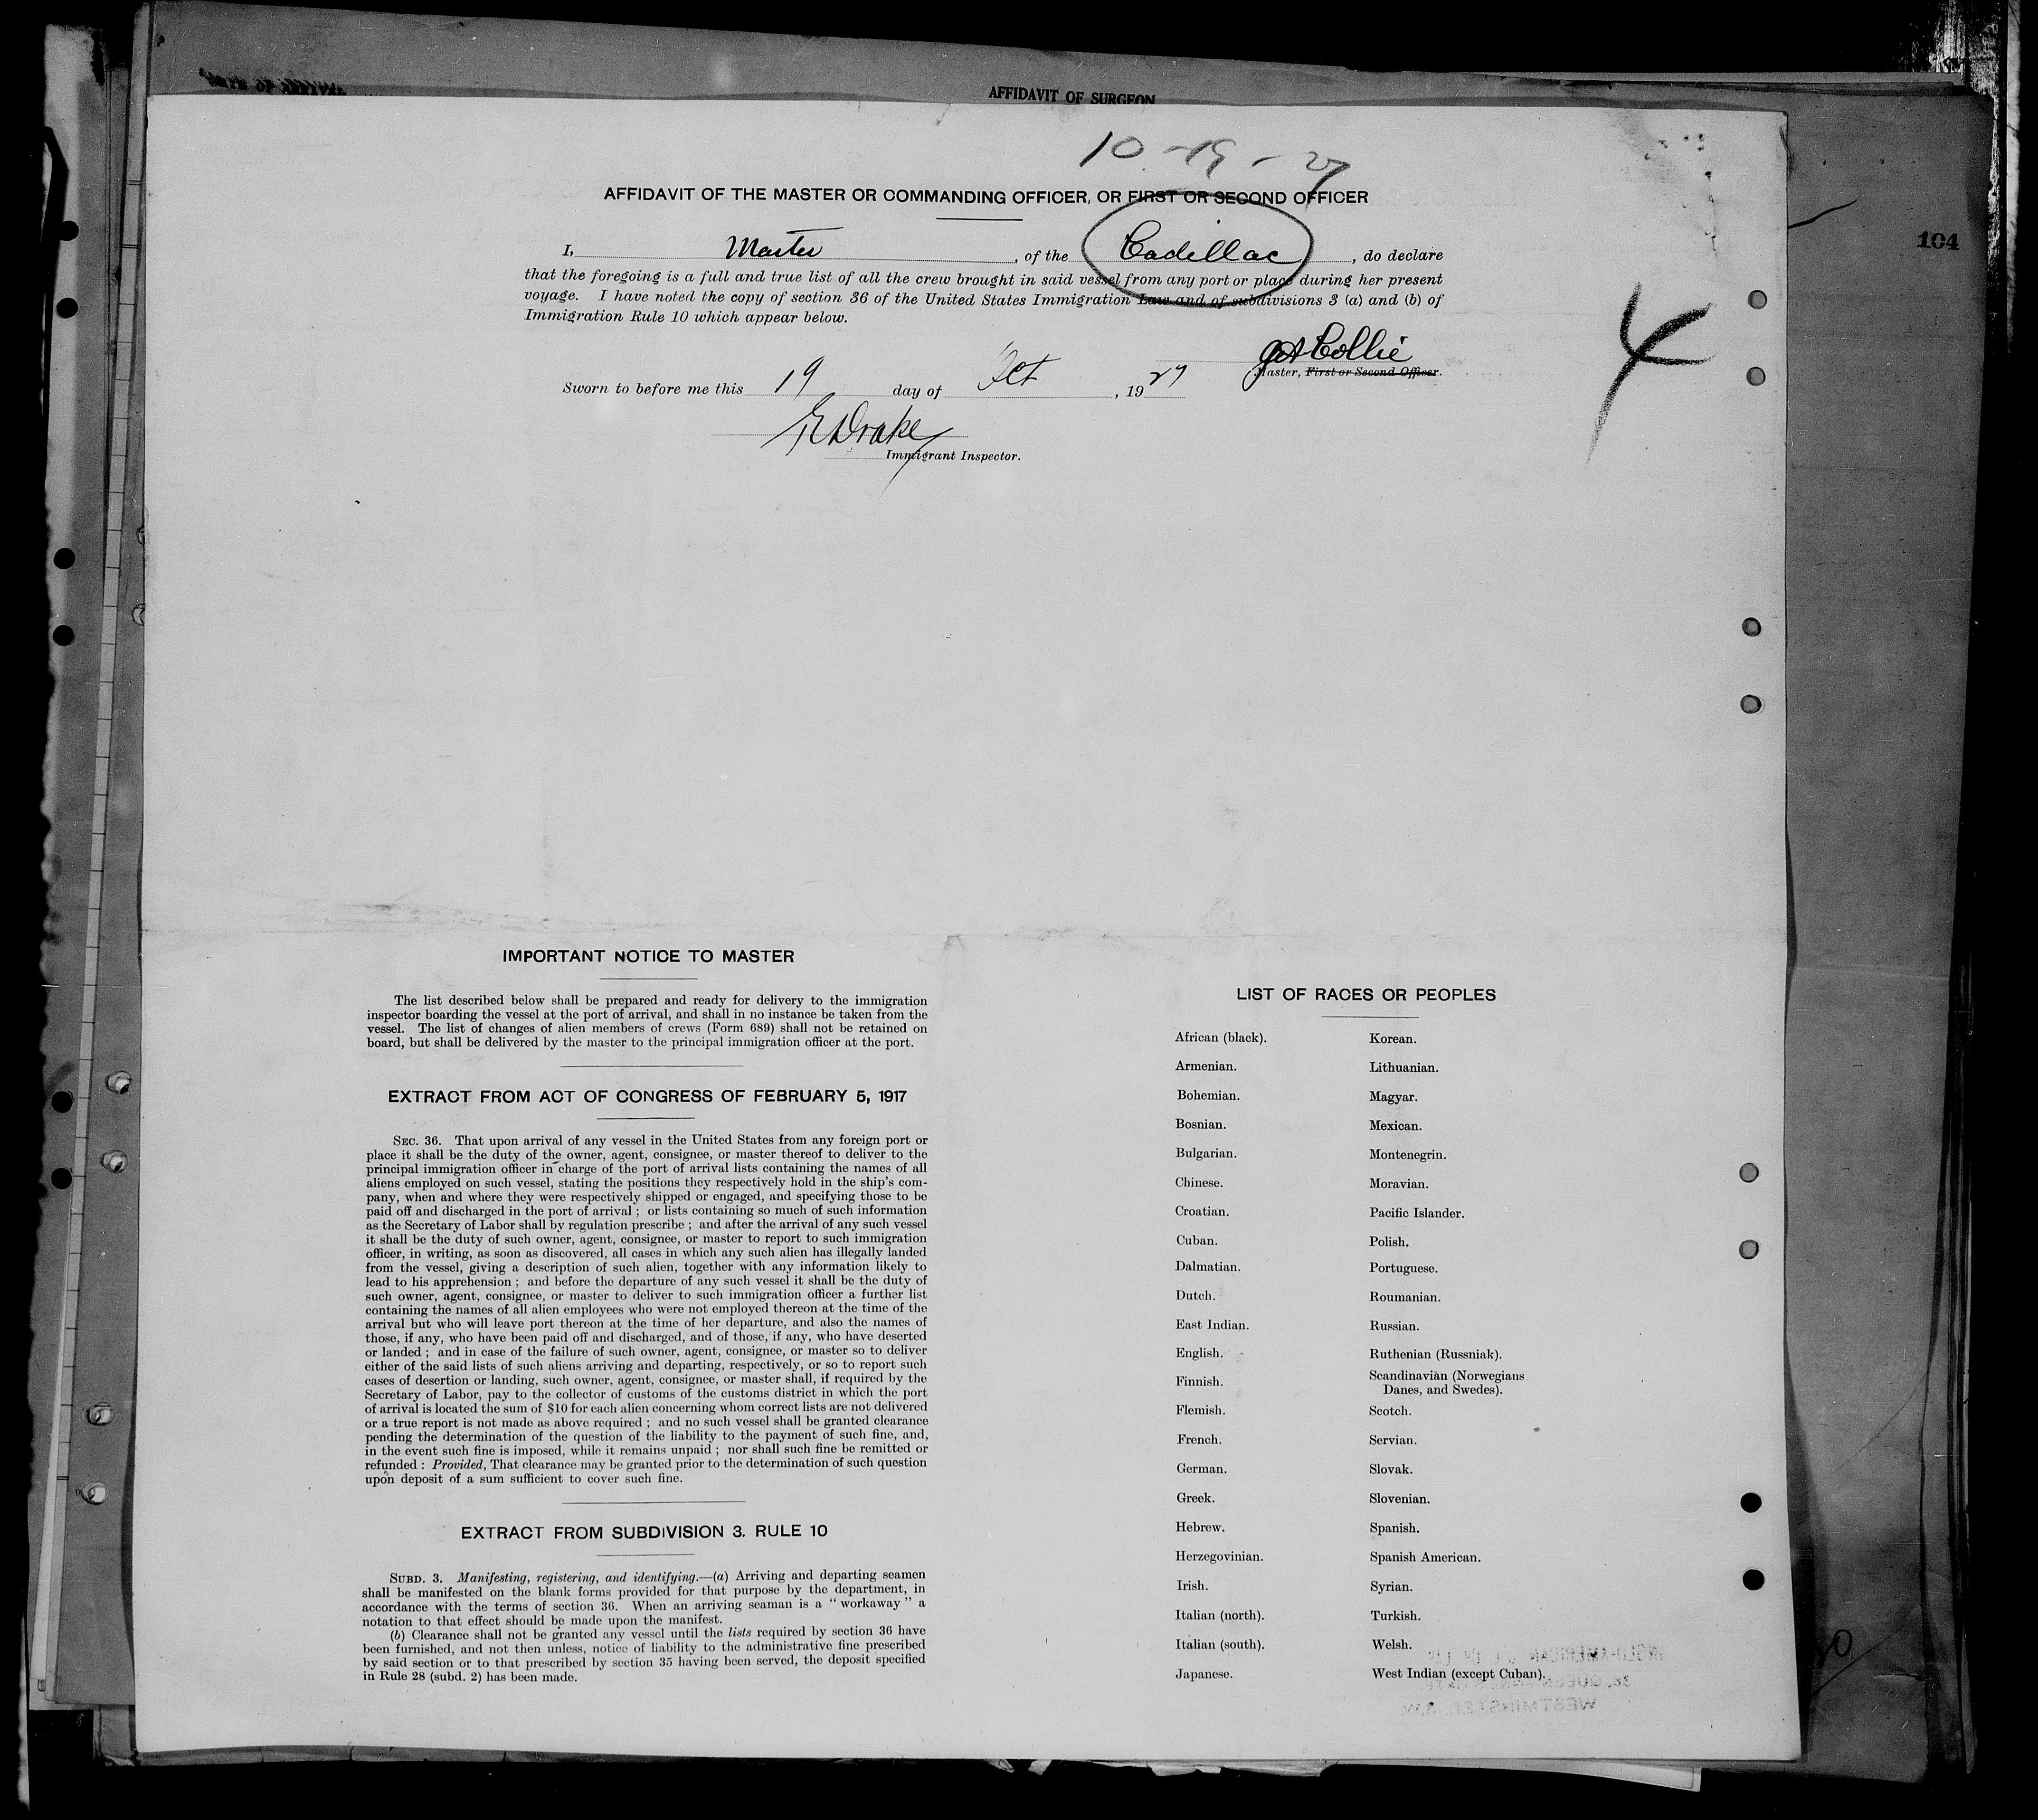 AFFIDAVIT OF SURGEON
10-19-27
AFFIDAVIT OF THE MASTER OR COMMANDING OFFICER, OR FIRST OR SECOND OFFICER
104
I, Master, of the Cadillac, do declare
that the foregoing is a full and true list of all the crew brought in said vessel from any port or place during her present
voyage. I have noted the copy of section 36 of the United States Immigration Law and of subdivisions 3 (a) and (b) of
Immigration Rule 10 which appear below.
Collie
Master, First or Second Officer.
4
Sworn to before me this 19 day of Oct, 1927
Drake
Immigrant Inspector.
IMPORTANT NOTICE TO MASTER
The list described below shall be prepared and ready for delivery to the immigration
inspector boarding the vessel at the port of arrival, and shall in no instance be taken from the
vessel. The list of changes of alien members of crews (Form 689) shall not be retained on
board, but shall be delivered by the master to the principal immigration officer at the port.
EXTRACT FROM ACT OF CONGRESS OF FEBRUARY 5, 1917
SEC. 36. That upon arrival of any vessel in the United States from any foreign port or
place it shall be the duty of the owner, agent, consignee, or master thereof to deliver to the
principal immigration officer in charge of the port of arrival lists containing the names of all
aliens employed on such vessel, stating the positions they respectively hold in the ship's com-
pany, when and where they were respectively shipped or engaged, and specifying those to be
paid off and discharged in the port of arrival; or lists containing so much of such information
as the Secretary of Labor shall by regulation prescribe; and after the arrival of any such vessel
it shall be the duty of such owner, agent, consignee, or master to report to such immigration
officer, in writing, as soon as discovered, all cases in which any such alien has illegally landed
from the vessel, giving a description of such alien, together with any information likely to
lead to his apprehension; and before the departure of any such vessel it shall be the duty of
such owner, agent, consignee, or master to deliver to such immigration officer a further list
containing the names of all alien employees who were not employed thereon at the time of the
arrival but who will leave port thereon at the time of her departure, and also the names of
those, if any, who have been paid off and discharged, and of those, if any, who have deserted
or landed; and in case of the failure of such owner, agent, consignee, or master so to deliver
either of the said lists of such aliens arriving and departing, respectively, or so to report such
cases of desertion or landing, such owner, agent, consignee, or master shall, if required by the
Secretary of Labor, pay to the collector of customs of the customs district in which the port
of arrival is located the sum of $10 for each alien concerning whom correct lists are not delivered
or a true report is not made as above required; and no such vessel shall be granted clearance
pending the determination of the question of the liability to the payment of such fine, and,
in the event such fine is imposed, while it remains unpaid; nor shall such fine be remitted or
refunded: Provided, That clearance may be granted prior to the determination of such question
upon deposit of a sum sufficient to cover such fine.
EXTRACT FROM SUBDIVISION 3. RULE 10
SUBD. 3. Manifesting, registering, and identifying.—(a) Arriving and departing seamen
shall be manifested on the blank forms provided for that purpose by the department, in
accordance with the terms of section 36. When an arriving seaman is a "workaway" a
notation to that effect should be made upon the manifest.
(b) Clearance shall not be granted any vessel until the lists required by section 36 have
been furnished, and not then unless, notice of liability to the administrative fine prescribed
by said section or to that prescribed by section 35 having been served, the deposit specified
in Rule 28 (subd. 2) has been made.
LIST OF RACES OR PEOPLES
African (black).
Armenian.
Bohemian.
Bosnian.
Bulgarian.
Chinese.
Croatian.
Cuban.
Dalmatian.
Dutch.
East Indian.
English.
Finnish.
Flemish.
French.
German.
Greek.
Hebrew.
Herzegovinian.
Irish.
Italian (north).
Italian (south).
Japanese.
Korean.
Lithuanian.
Magyar.
Mexican.
Montenegrin.
Moravian.
Pacific Islander.
Polish.
Portuguese.
Roumanian.
Russian.
Ruthenian (Russniak).
Scandinavian (Norwegians
Danes, and Swedes).
Scotch.
Servian.
Slovak.
Slovenian.
Spanish.
Spanish American.
Syrian.
Turkish.
Welsh.
West Indian (except Cuban).